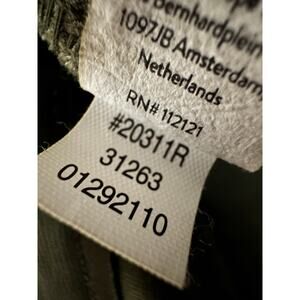 Bernhardplein
1097JB Amsterdam,
Netherlands
RN# 112121
#20311R
31263
01292110